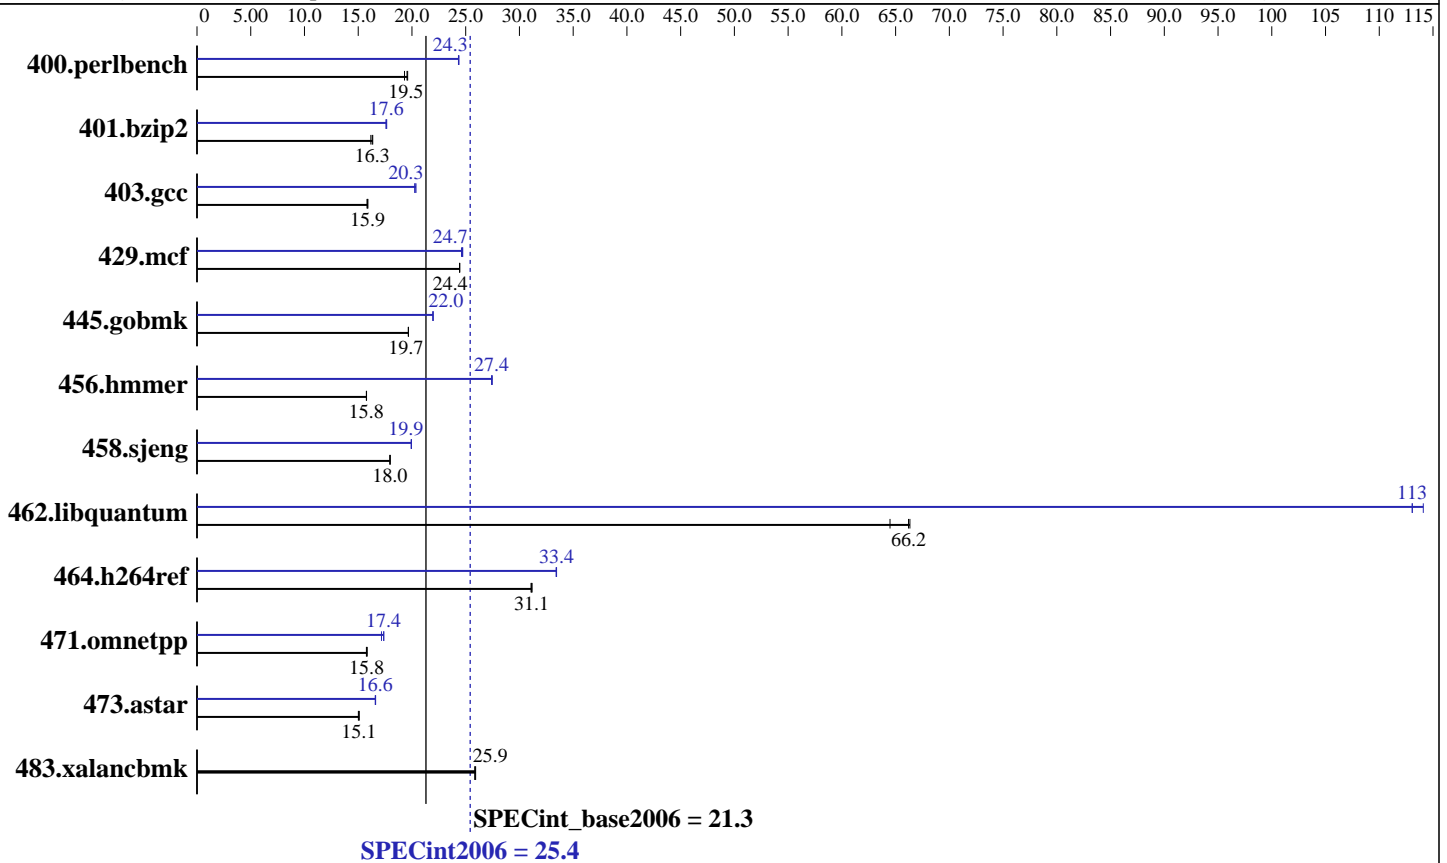 0 5.00 10.0 15.0 20.0 25.0 30.0 35.0 40.0 45.0 50.0 55.0 60.0 65.0 70.0 75.0 80.0 85.0 90.0 95.0 100 105 110 115
24.3
400.perlbench
19.5
17.6
401.bzip2
16.3
20.3
403.gcc
15.9
24.7
429.mcf
24.4
22.0
445.gobmk
19.7
27.4
456.hmmer
15.8
19.9
458.sjeng
18.0
113
462.libquantum
66.2
33.4
464.h264ref
31.1
17.4
471.omnetpp
15.8
16.6
473.astar
15.1
25.9
483.xalancbmk
SPECint_base2006 = 21.3
SPECint2006 = 25.4